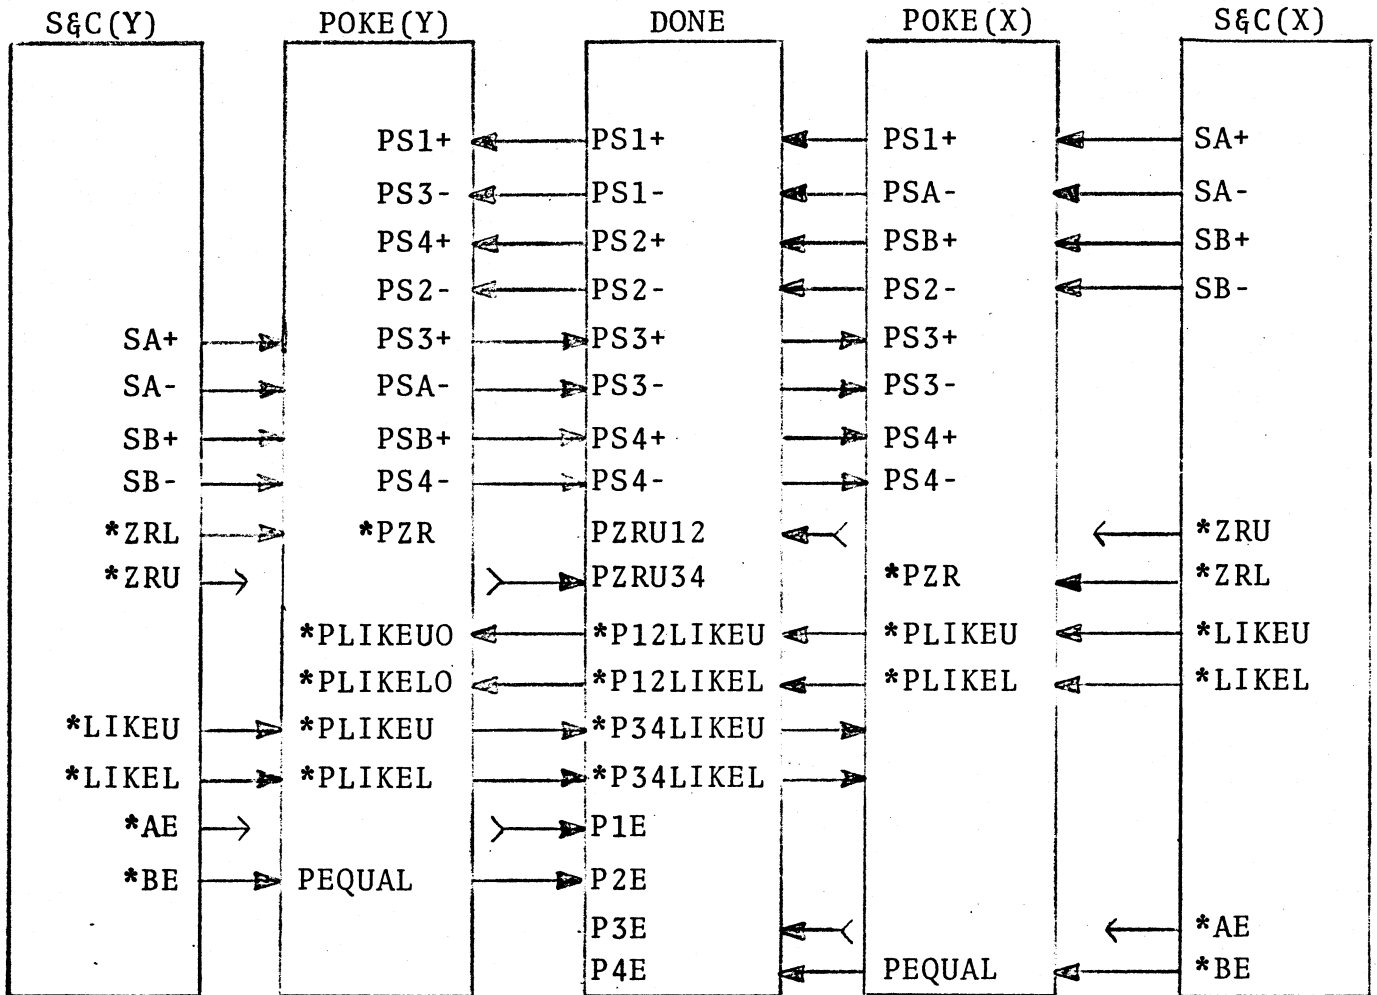 S&C(Y) POKE(Y) DONE POKE(X) S&C(X)
PS1+ PS1+ PS1+ SA+
PS3- PS1- PSA- SA-
PS4+ PS2+ PSB+ SB+
PS2- PS2- PS2- SB-
SA+ PS3+ PS3+ PS3+
SA- PSA- PS3- PS3-
SB+ PSB+ PS4+ PS4+
SB- PS4- PS4- PS4-
*ZRL *PZR PZRU12 *ZRU
*ZRU PZRU34 *PZR *ZRL
*PLIKEUO *P12LIKEU *PLIKEU *LIKEU
*PLIKELO *P12LIKEL *PLIKEL *LIKEL
*LIKEU *PLIKEU *P34LIKEU
*LIKEL *PLIKEL *P34LIKEL
*AE P1E
*BE PEQUAL P2E
P3E *AE
P4E PEQUAL *BE